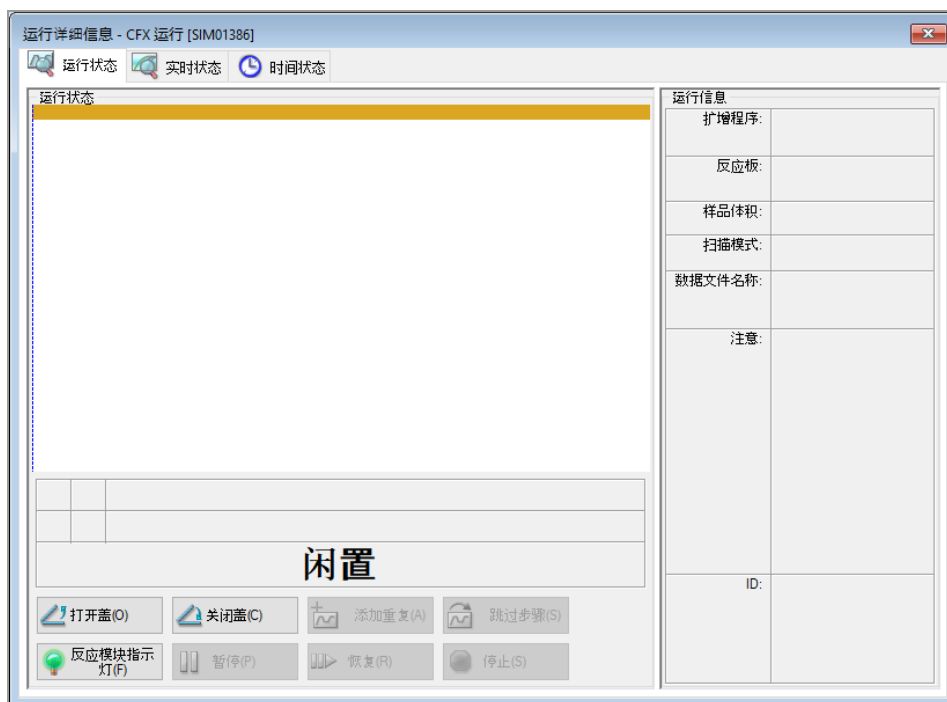 运行详细信息 - CFX 运行 [SIM01386]
运行状态 实时状态 时间状态
运行状态
闲置
打开盖(O) 关闭盖(C) 添加重复(A) 跳过步骤(S)
反应模块指示
灯(F)
暂停(P) 恢复(R) 停止(S)
运行信息
扩增程序:
反应板:
样品体积:
扫描模式:
数据文件名称:
注意:
ID: